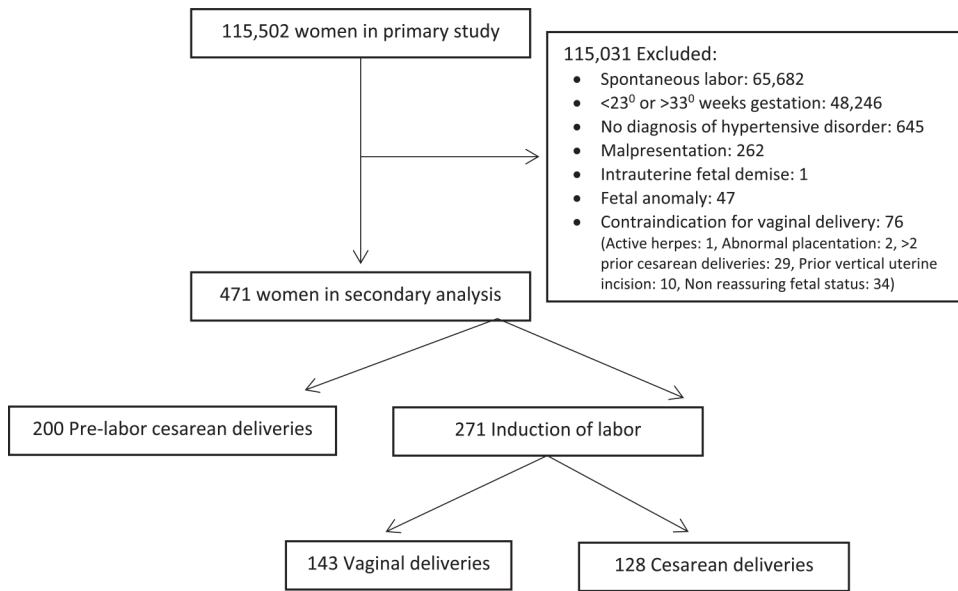 115,502 women in primary study
115,031 Excluded:
• Spontaneous labor: 65,682
• <23⁰ or >33⁰ weeks gestation: 48,246
• No diagnosis of hypertensive disorder: 645
• Malpresentation: 262
• Intrauterine fetal demise: 1
• Fetal anomaly: 47
• Contraindication for vaginal delivery: 76
(Active herpes: 1, Abnormal placentation: 2, >2
prior cesarean deliveries: 29, Prior vertical uterine
incision: 10, Non reassuring fetal status: 34)
471 women in secondary analysis
200 Pre-labor cesarean deliveries
271 Induction of labor
143 Vaginal deliveries
128 Cesarean deliveries